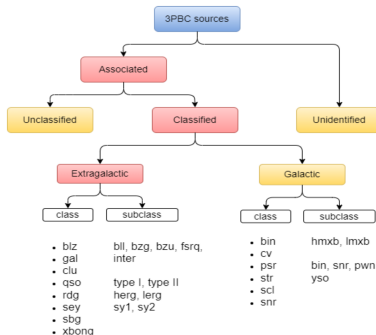 3PBC sources
Associated
Unclassified
Classified
Unidentified
Extragalactic
Galactic
class
subclass
class
subclass
• blz bll, bzg, bzu, fsrq,
• gal inter
• clu
• qso type I, type II
• rdg herg, lerg
• sey sy1, sy2
• sbg
• xbong
• bin hmxb, lmxb
• cv
• psr bin, snr, pwn
• str yso
• scl
• snr